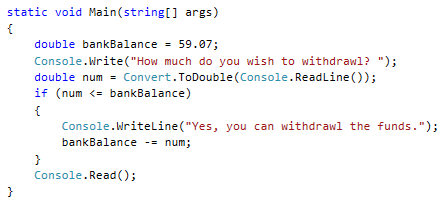 static void Main(string[] args)
{
    double bankBalance = 59.07;
    Console.Write("How much do you wish to withdrawl? ");
    double num = Convert.ToDouble(Console.ReadLine());
    if (num <= bankBalance)
    {
        Console.WriteLine("Yes, you can withdrawl the funds.");
        bankBalance -= num;
    }
    Console.Read();
}